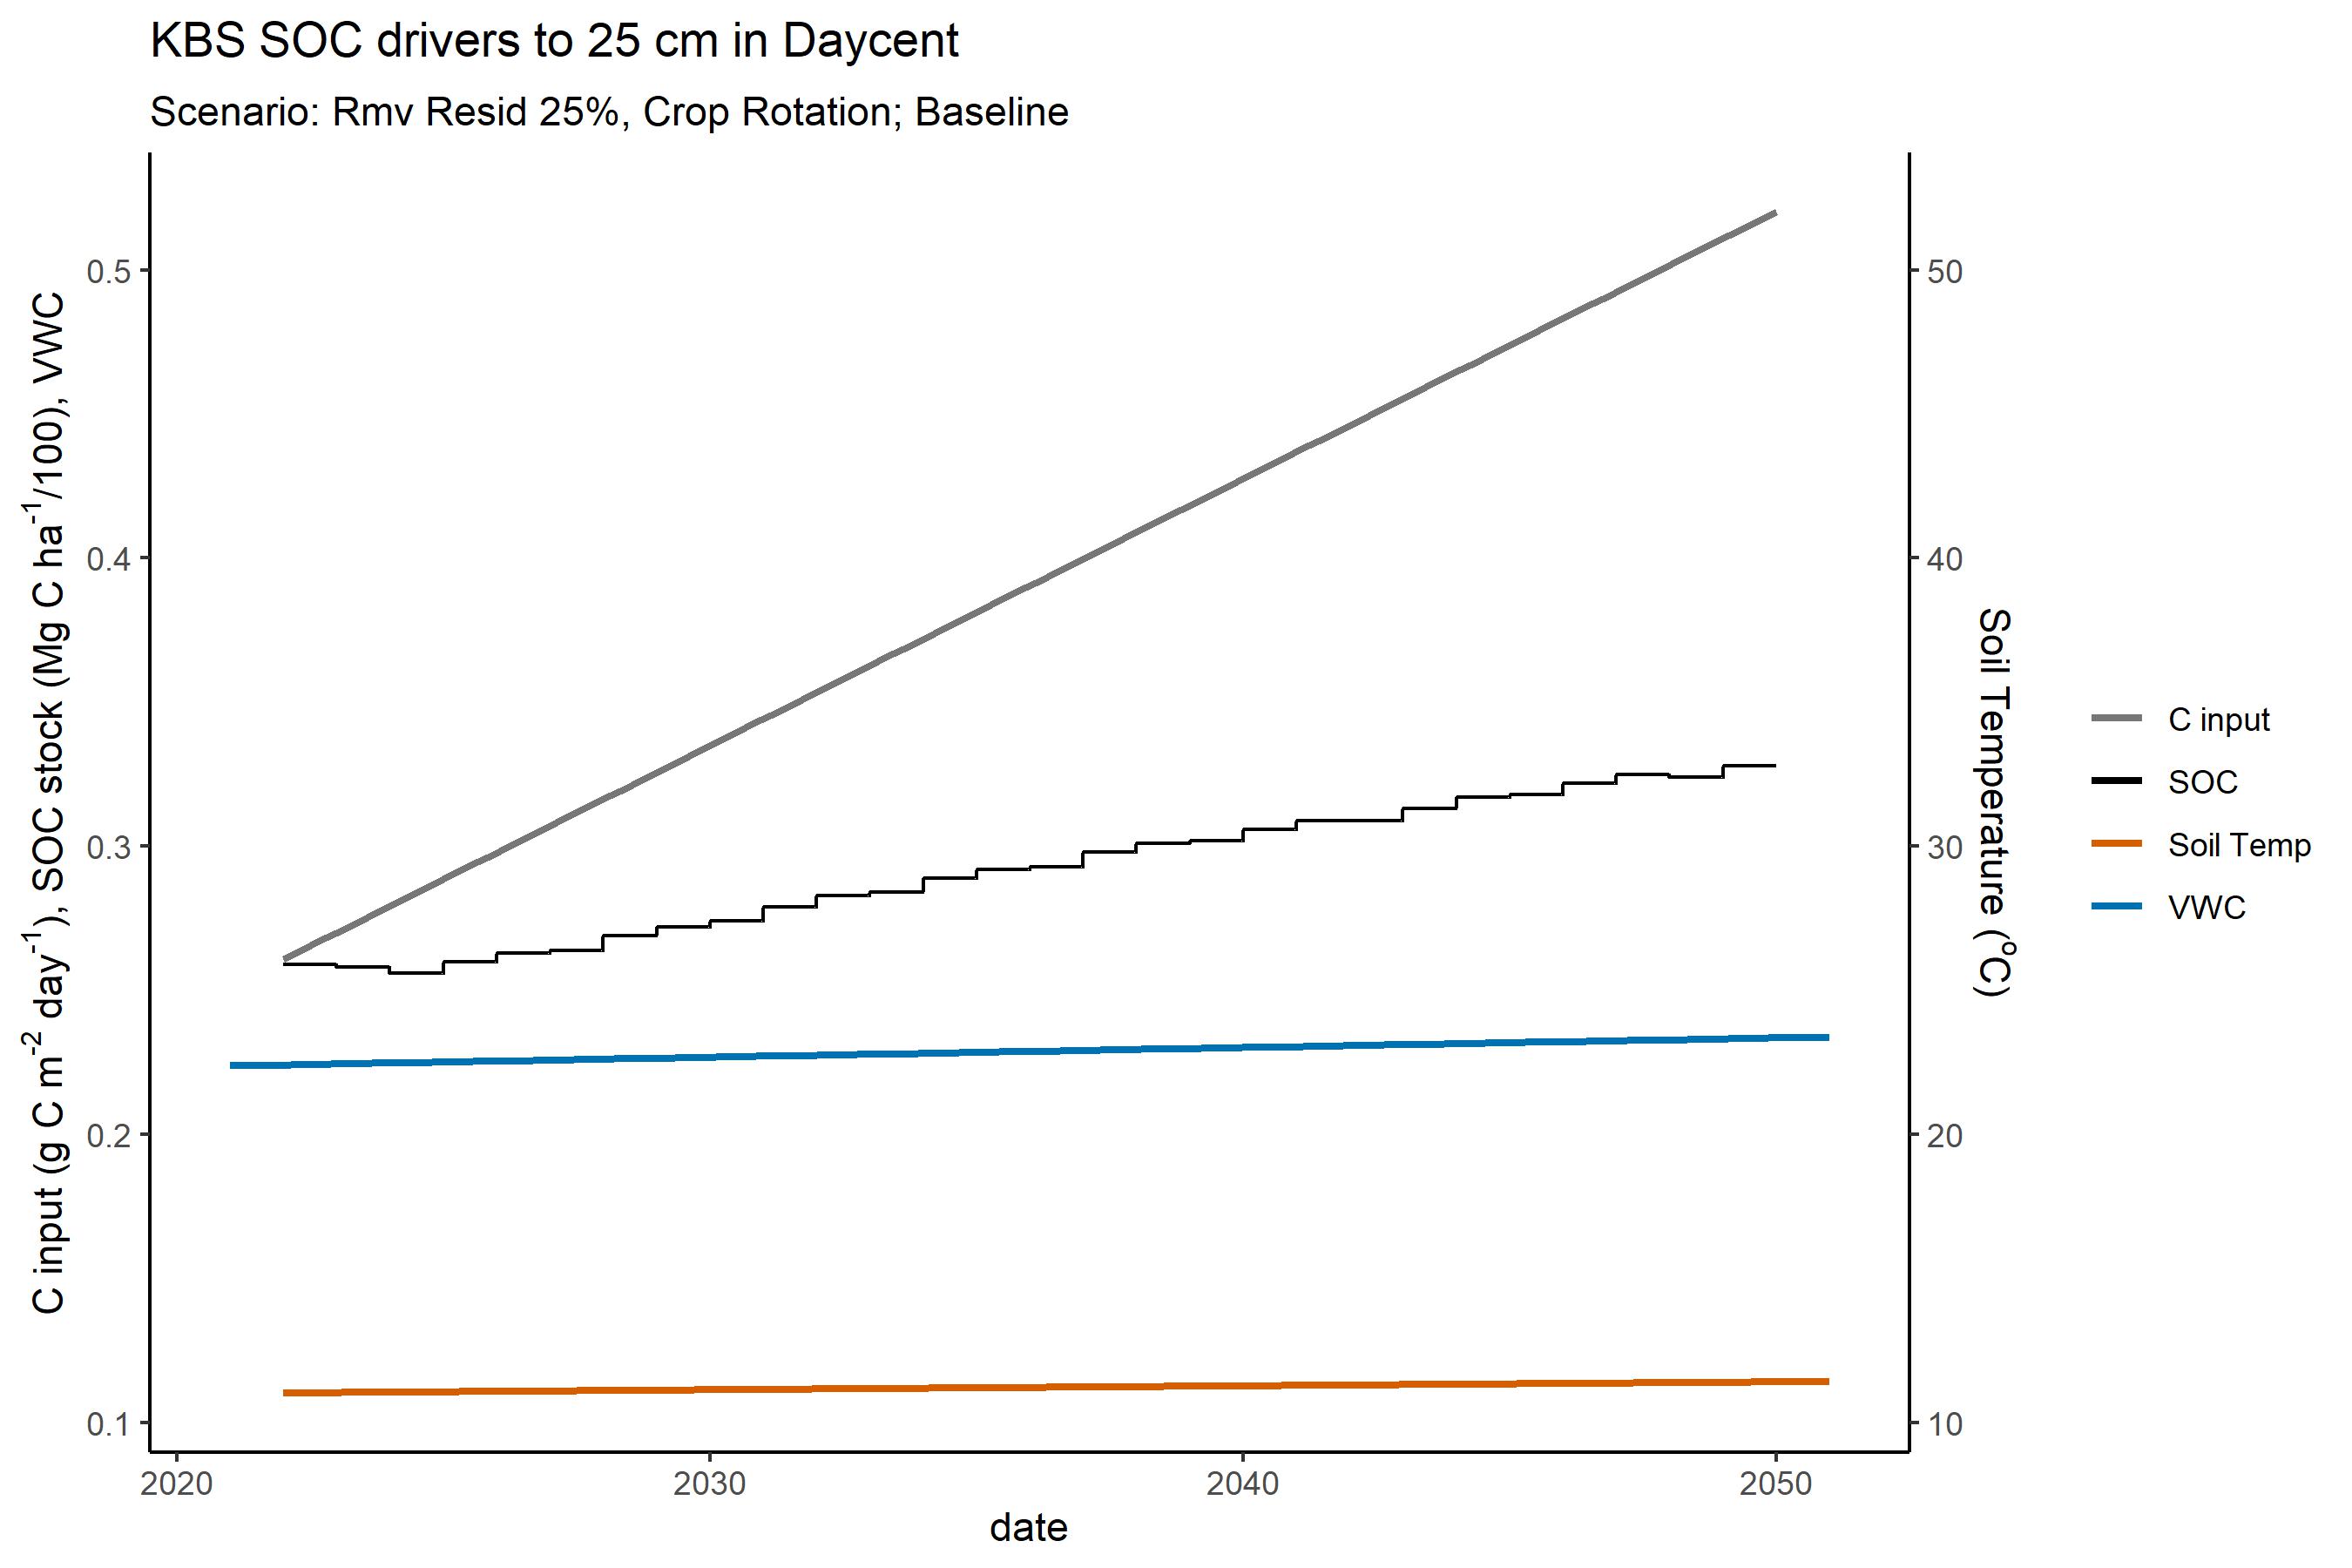 KBS SOC drivers to 25 cm in Daycent
Scenario: Rmv Resid 25%, Crop Rotation; Baseline
C input (g C m⁻² day⁻¹), SOC stock (Mg C ha⁻¹/100), VWC
0.5
0.4
0.3
0.2
0.1
50
40
30
20
10
Soil Temperature (°C)
C input
SOC
Soil Temp
VWC
2020
2030
2040
2050
date